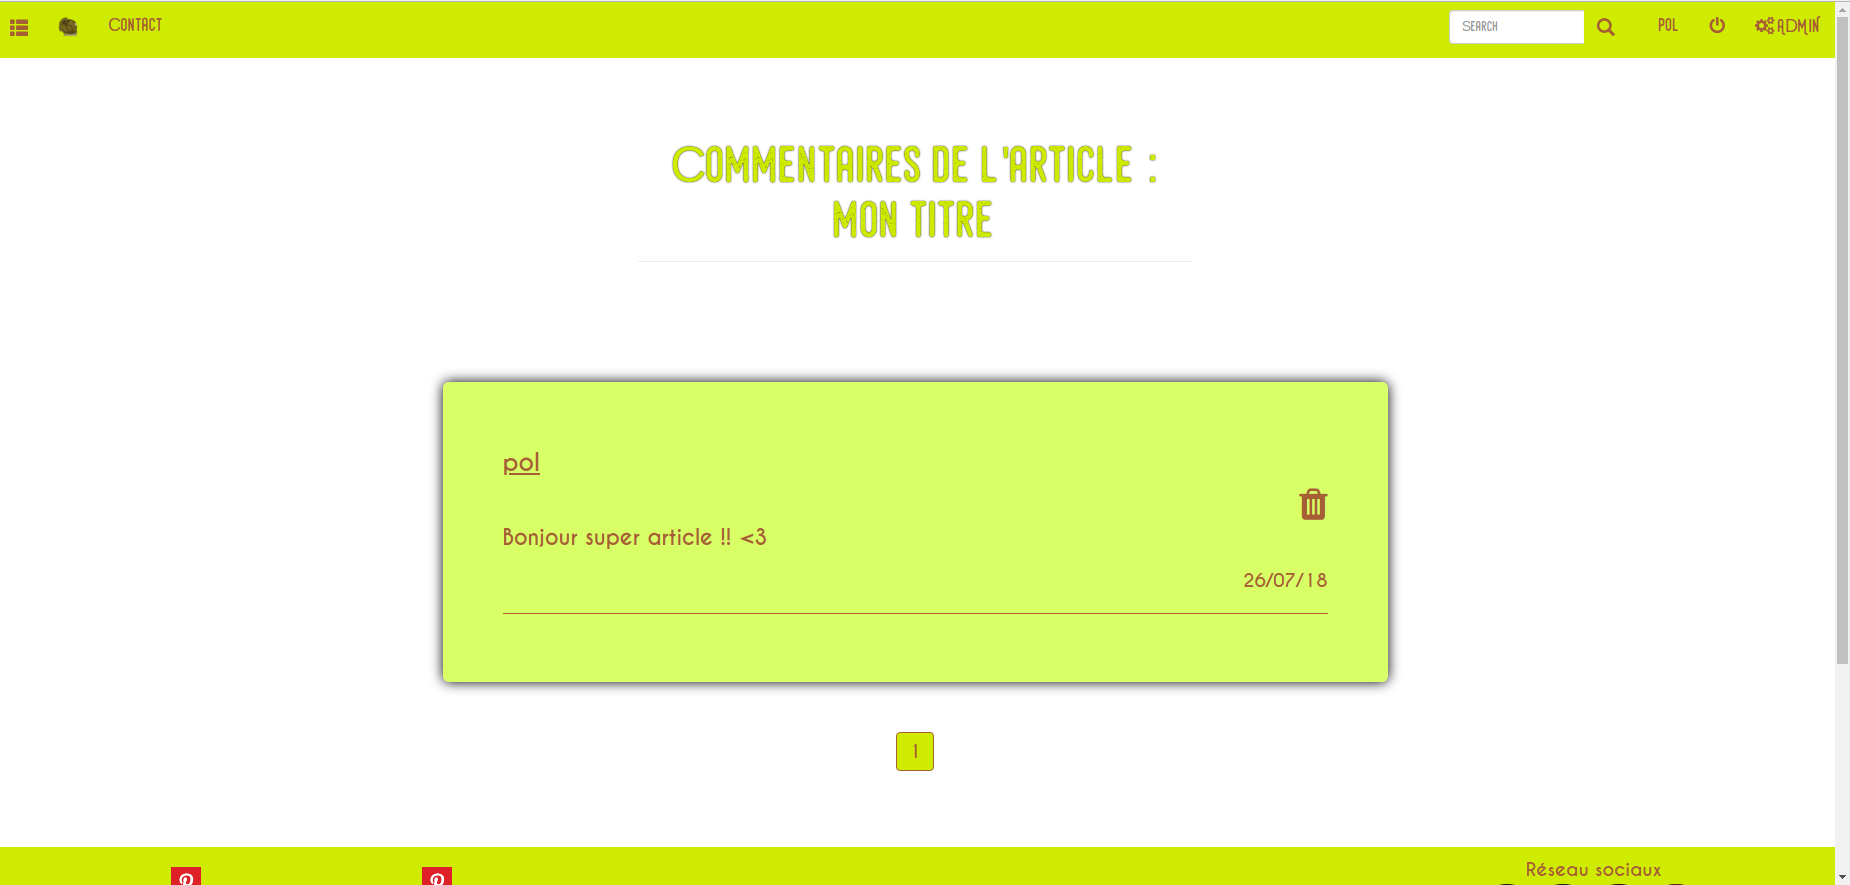 Contact
Search
pol
Admin
Commentaires de l'article :
mon titre
pol
Bonjour super article !! <3
26/07/18
1
Réseau sociaux